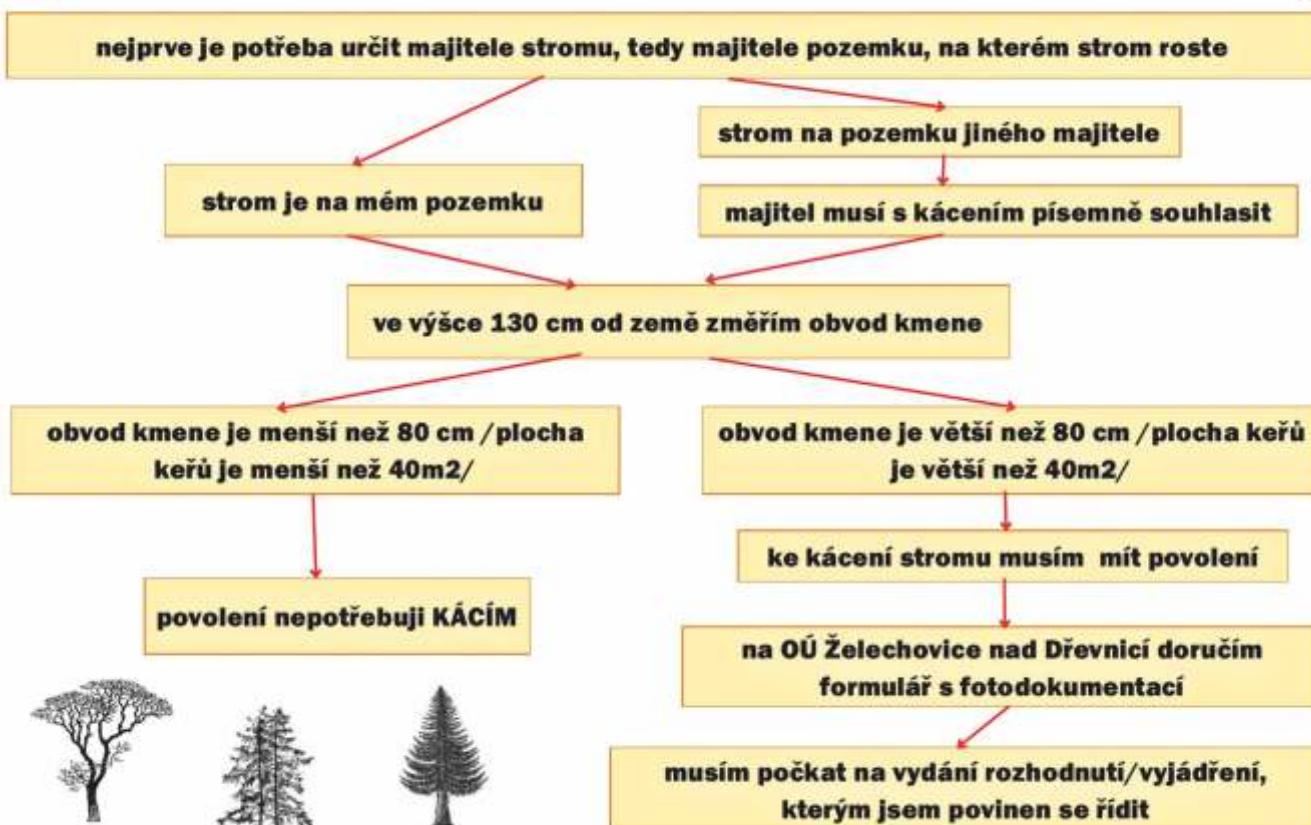 nejprve je potřeba určit majitele stromu, tedy majitele pozemku, na kterém strom roste
strom na pozemku jiného majitele
strom je na mém pozemku
majitel musí s kácením písemně souhlasit
ve výšce 130 cm od země změřím obvod kmene
obvod kmene je menší než 80 cm /plocha
keřů je menší než 40m2/
obvod kmene je větší než 80 cm /plocha keřů
je větší než 40m2/
ke kácení stromu musím mít povolení
povolení nepotřebuji KÁCÍM
na OÚ Želechovice nad Dřevnicí doručím
formulář s fotodokumentací
musím počkat na vydání rozhodnutí/vyjádření,
kterým jsem povinen se řídit